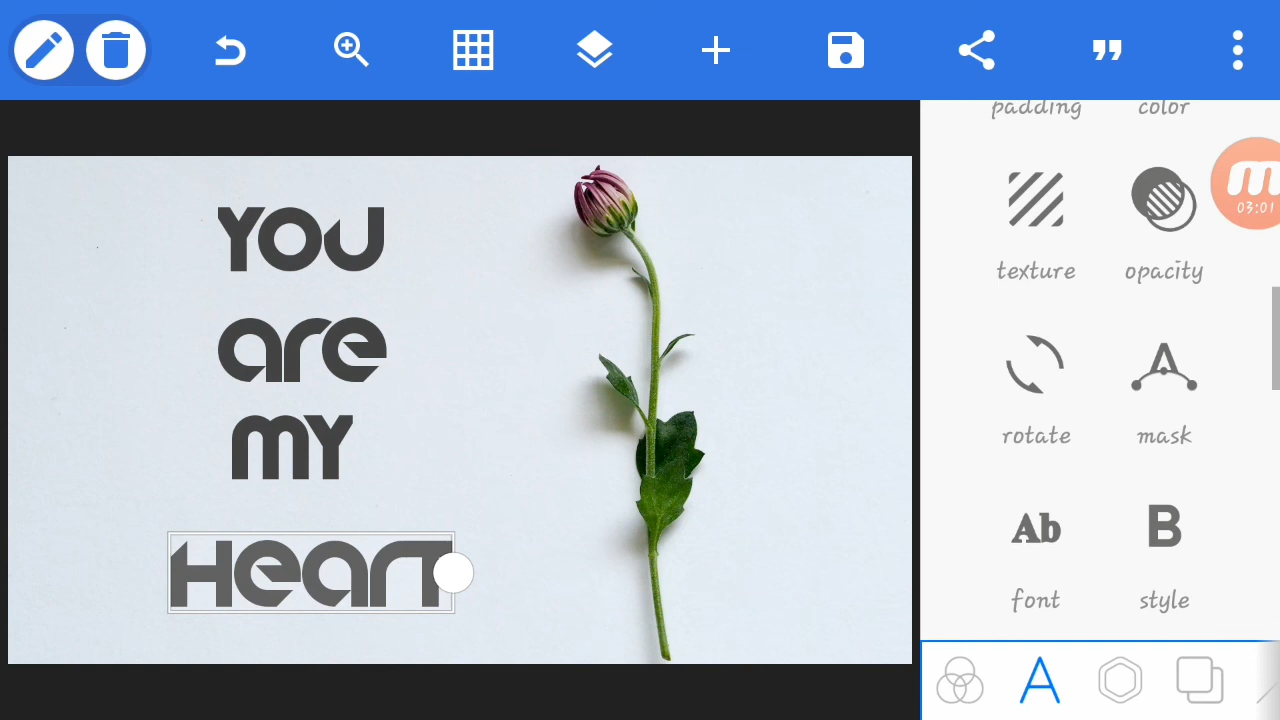 padding color
03:01
texture opacity
YOU
are
MY
Heart
rotate mask
Ab B
font style
A